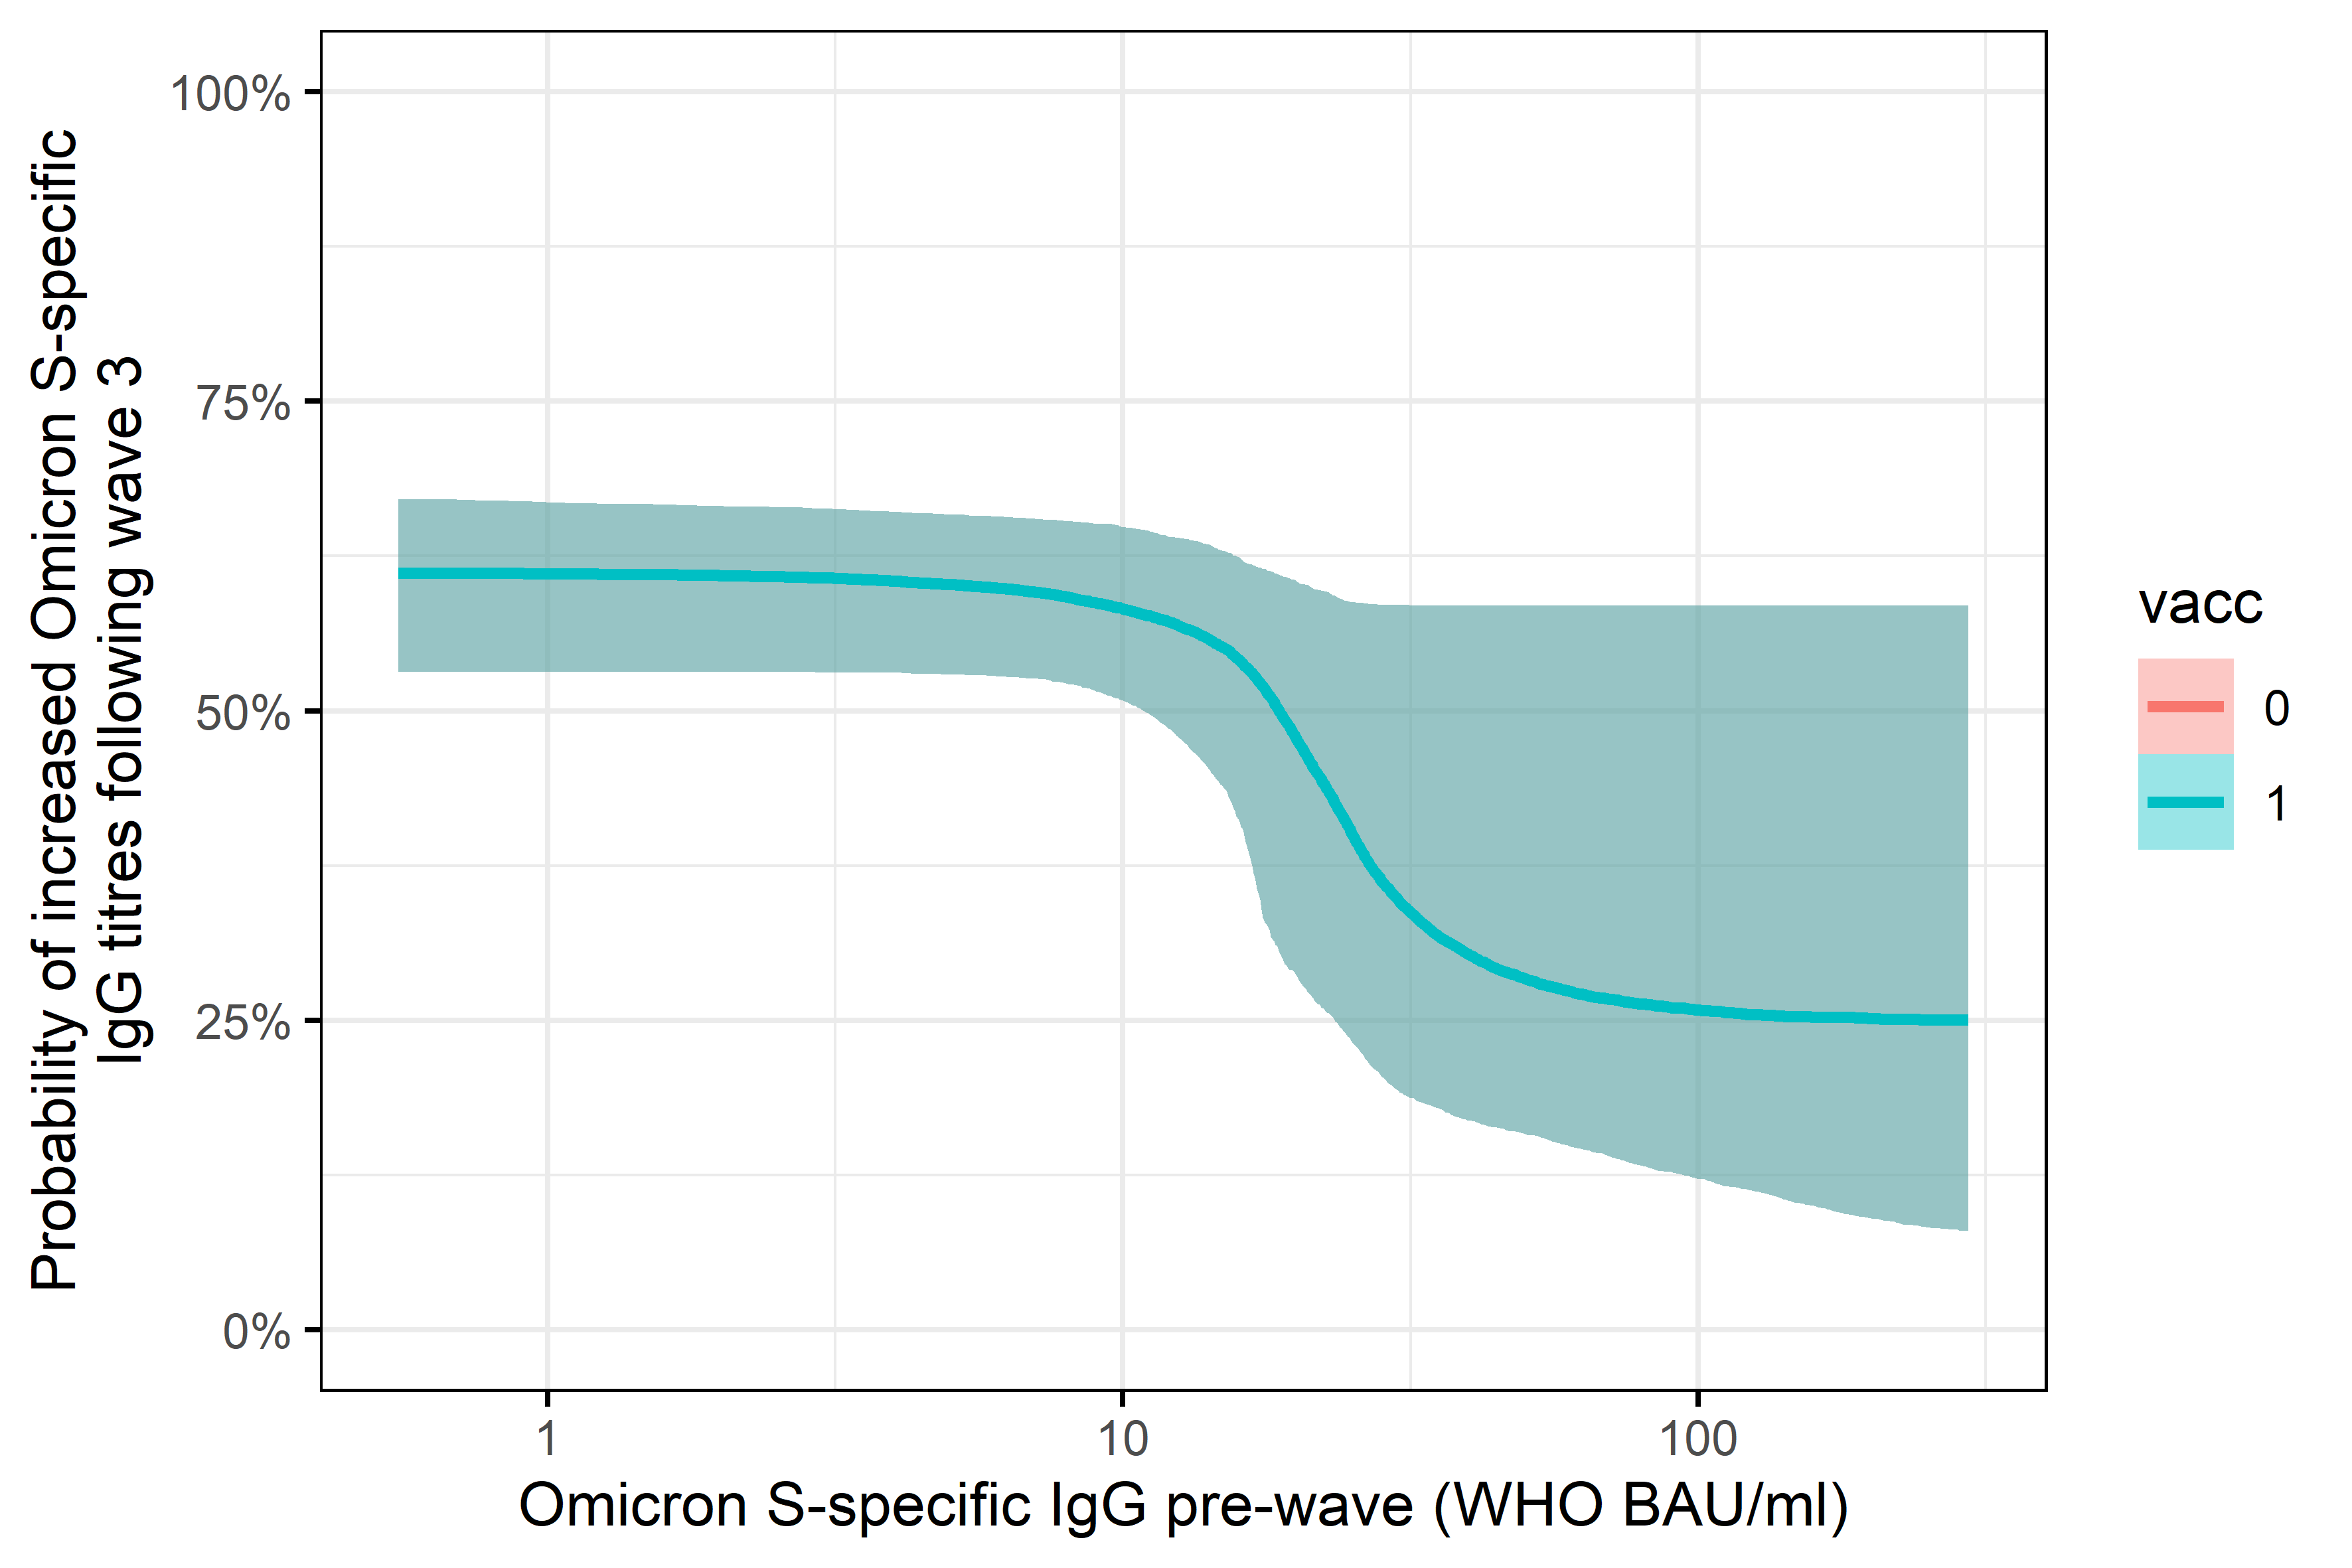 Probability of increased Omicron S-specific
IgG titres following wave 3
100%
75%
50%
25%
0%
1
10
100
Omicron S-specific IgG pre-wave (WHO BAU/ml)
vacc
0
1